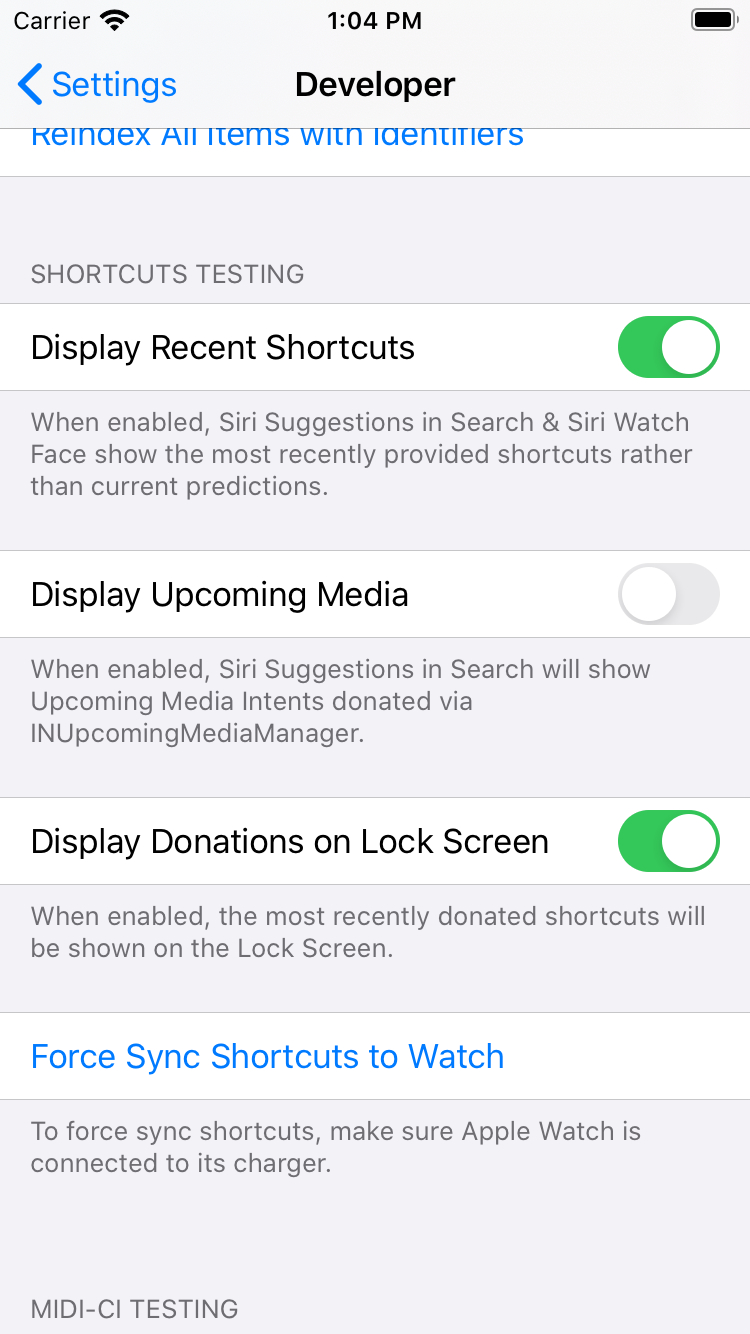 Carrier 1:04 PM
Settings Developer
Reindex All Items with Identifiers
SHORTCUTS TESTING
Display Recent Shortcuts
When enabled, Siri Suggestions in Search & Siri Watch
Face show the most recently provided shortcuts rather
than current predictions.
Display Upcoming Media
When enabled, Siri Suggestions in Search will show
Upcoming Media Intents donated via
INUpcomingMediaManager.
Display Donations on Lock Screen
When enabled, the most recently donated shortcuts will
be shown on the Lock Screen.
Force Sync Shortcuts to Watch
To force sync shortcuts, make sure Apple Watch is
connected to its charger.
MIDI-CI TESTING